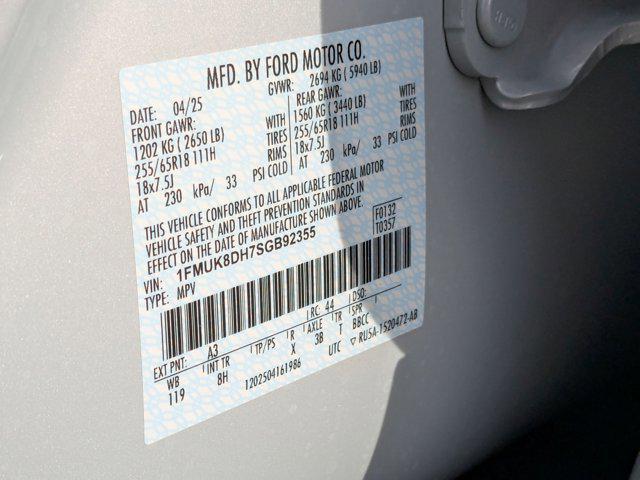 MFD. BY FORD MOTOR CO.
DATE: 04/25 GVWR: 2694 KG ( 5940 LB)
FRONT GAWR: REAR GAWR:
1202 KG ( 2650 LB) WITH 1560 KG ( 3440 LB) WITH
255/65R18 111H TIRES 255/65R18 111H TIRES
18x7.5J RIMS 18x7.5J RIMS
AT 230 kPa/ 33 PSI COLD AT 230 kPa/ 33 PSI COLD
THIS VEHICLE CONFORMS TO ALL APPLICABLE FEDERAL MOTOR
VEHICLE SAFETY AND THEFT PREVENTION STANDARDS IN
EFFECT ON THE DATE OF MANUFACTURE SHOWN ABOVE.
F0132
T0357
VIN: 1FMUK8DH7SGB92355
TYPE: MPV
EXT PNT: A3 RC: 44 DSO:
WB INT TR TP/PS R AXLE TR SPR
119 8H X 3B T BBCC
1202504161986 UTC ▽ RU5A-1520472-AB